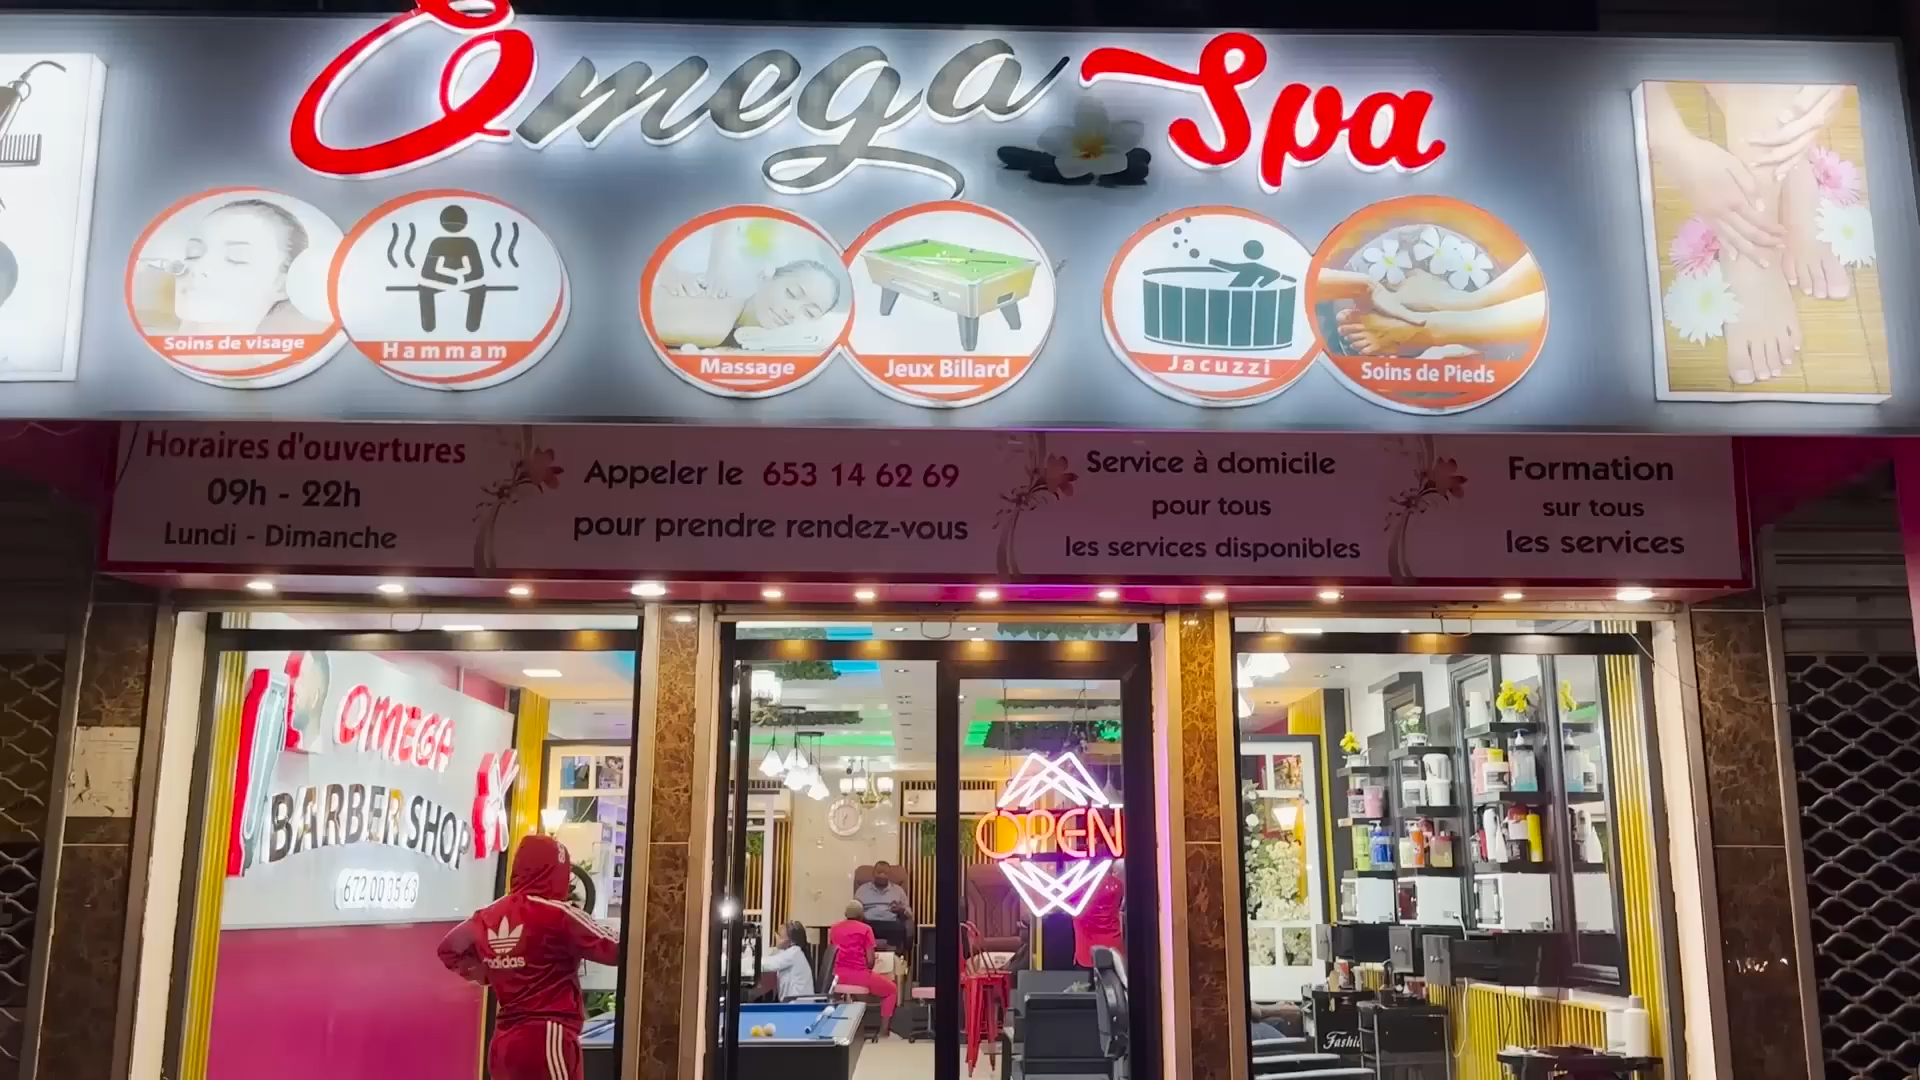 Omega Spa
Soins de visage
Hammam
Massage
Jeux Billard
Jacuzzi
Soins de Pieds
Horaires d'ouvertures
09h - 22h
Lundi - Dimanche
Appeler le 653 14 62 69
pour prendre rendez-vous
Service à domicile
pour tous
les services disponibles
Formation
sur tous
les services
OMEGA
BARBER SHOP
672 00 35 63
adidas
OPEN